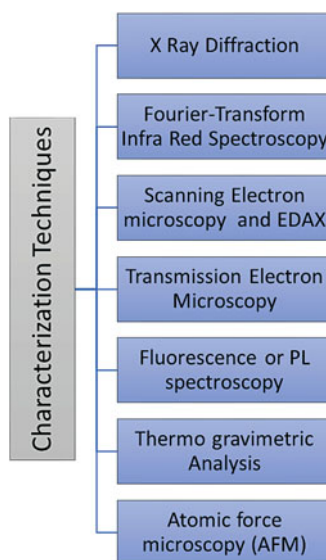 Characterization Techniques
X Ray Diffraction
Fourier-Transform
Infra Red Spectroscopy
Scanning Electron
microscopy and EDAX
Transmission Electron
Microscopy
Fluorescence or PL
spectroscopy
Thermo gravimetric
Analysis
Atomic force
microscopy (AFM)